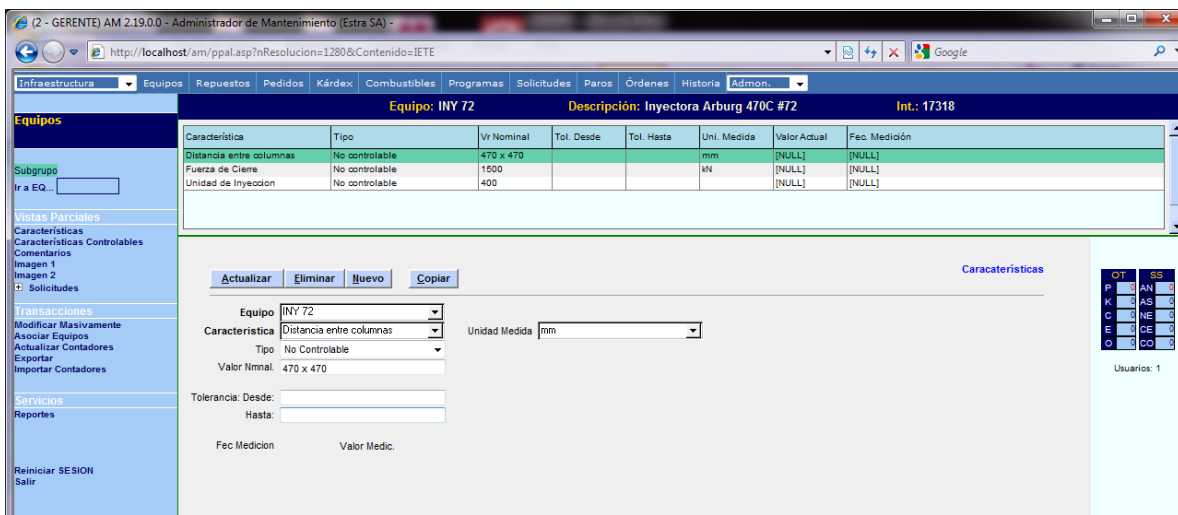 (2 - GERENTE) AM 2.19.0.0 - Administrador de Mantenimiento (Estra SA) -
http://localhost/am/ppal.asp?nResolucion=1280&Contenido=IETE
Google
Infraestructura Equipos Repuestos Pedidos Kárdex Combustibles Programas Solicitudes Paros Órdenes Historia Admon.
Equipo: INY 72 Descripción: Inyectora Arburg 470C #72 Int.: 17318
Equipos
Característica Tipo Vr Nominal Tol. Desde Tol. Hasta Uni. Medida Valor Actual Fec. Medición
Distancia entre columnas No controlable 470 x 470 mm [NULL] [NULL]
Fuerza de Cierre No controlable 1500 kN [NULL] [NULL]
Unidad de Inyeccion No controlable 400 [NULL] [NULL]
Subgrupo
Ir a EQ...
Vistas Parciales
Características
Características Controlables
Comentarios
Imagen 1
Imagen 2
Solicitudes
Transacciones
Modificar Masivamente
Asociar Equipos
Actualizar Contadores
Exportar
Importar Contadores
Servicios
Reportes
Reiniciar SESION
Salir
Caracaterísticas
Actualizar Eliminar Nuevo Copiar
Equipo INY 72
Caracteristica Distancia entre columnas Unidad Medida mm
Tipo No Controlable
Valor Nmnal. 470 x 470
Tolerancia: Desde:
Hasta:
Fec Medicion Valor Medic.
OT SS
P 0 AN 0
K 0 AS 0
C 0 NE 0
E 0 CE 0
O 0 CO 0
Usuarios: 1